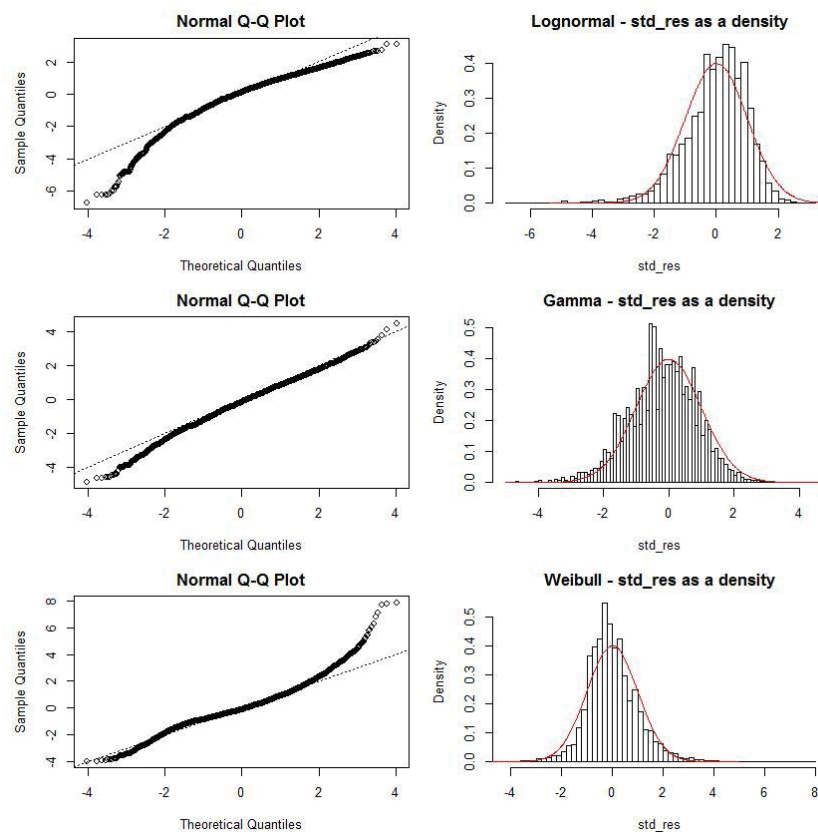 Normal Q-Q Plot
Sample Quantiles
2
0
-2
-4
-6
-4 -2 0 2 4
Theoretical Quantiles
Lognormal - std_res as a density
Density
0.4
0.3
0.2
0.1
0.0
-6 -4 -2 0 2
std_res
Normal Q-Q Plot
Sample Quantiles
4
2
0
-2
-4
-4 -2 0 2 4
Theoretical Quantiles
Gamma - std_res as a density
Density
0.5
0.4
0.3
0.2
0.1
0.0
-4 -2 0 2 4
std_res
Normal Q-Q Plot
Sample Quantiles
8
6
4
2
0
-2
-4
-4 -2 0 2 4
Theoretical Quantiles
Weibull - std_res as a density
Density
0.5
0.4
0.3
0.2
0.1
0.0
-4 -2 0 2 4 6 8
std_res